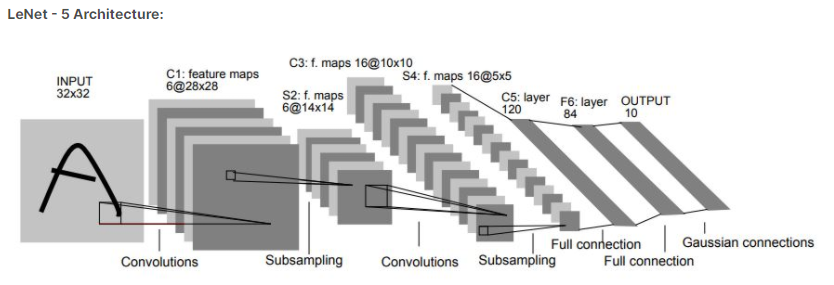 LeNet - 5 Architecture:
INPUT
32x32
C1: feature maps
6@28x28
S2: f. maps
6@14x14
C3: f. maps 16@10x10
S4: f. maps 16@5x5
C5: layer
120
F6: layer
84
OUTPUT
10
Convolutions
Subsampling
Convolutions
Subsampling
Full connection
Full connection
Gaussian connections